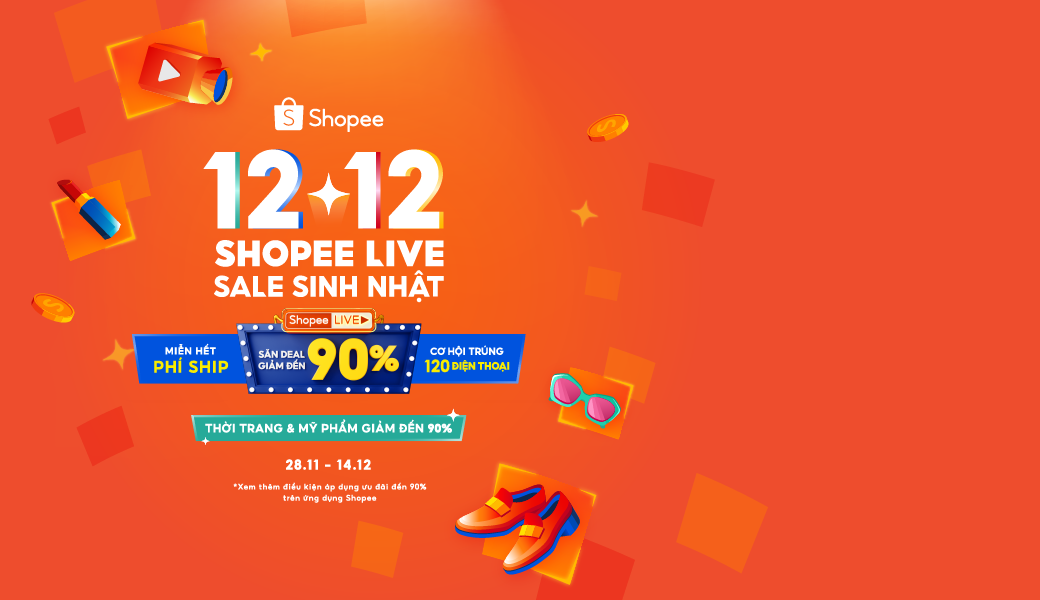 Shopee
12.12
SHOPEE LIVE
SALE SINH NHẬT
Shopee LIVE
MIỄN HẾT
PHÍ SHIP
SĂN DEAL
GIẢM ĐẾN
90%
CƠ HỘI TRÚNG
120 ĐIỆN THOẠI
THỜI TRANG & MỸ PHẨM GIẢM ĐẾN 90%
28.11 - 14.12
*Xem thêm điều kiện áp dụng ưu đãi đến 90%
trên ứng dụng Shopee